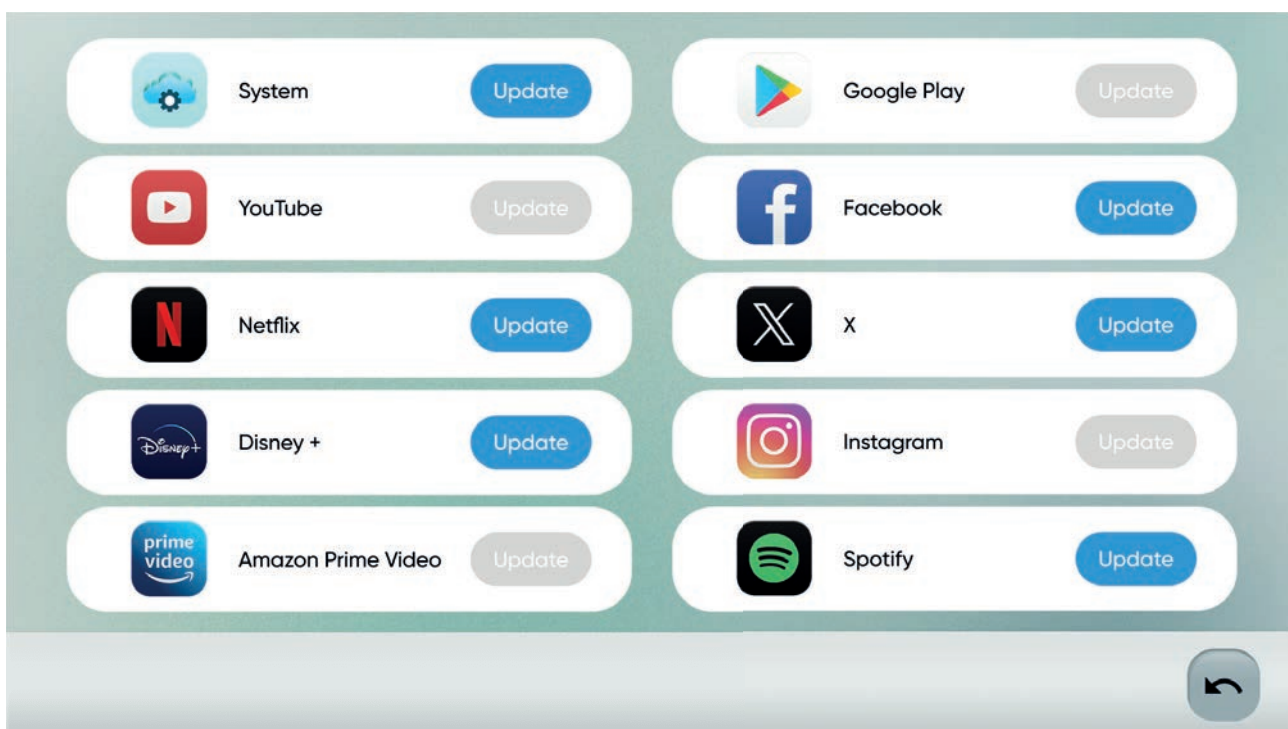 System Update
Google Play Update
YouTube Update
Facebook Update
Netflix Update
X Update
Disney+ Disney + Update
Instagram Update
prime
video
Amazon Prime Video Update
Spotify Update